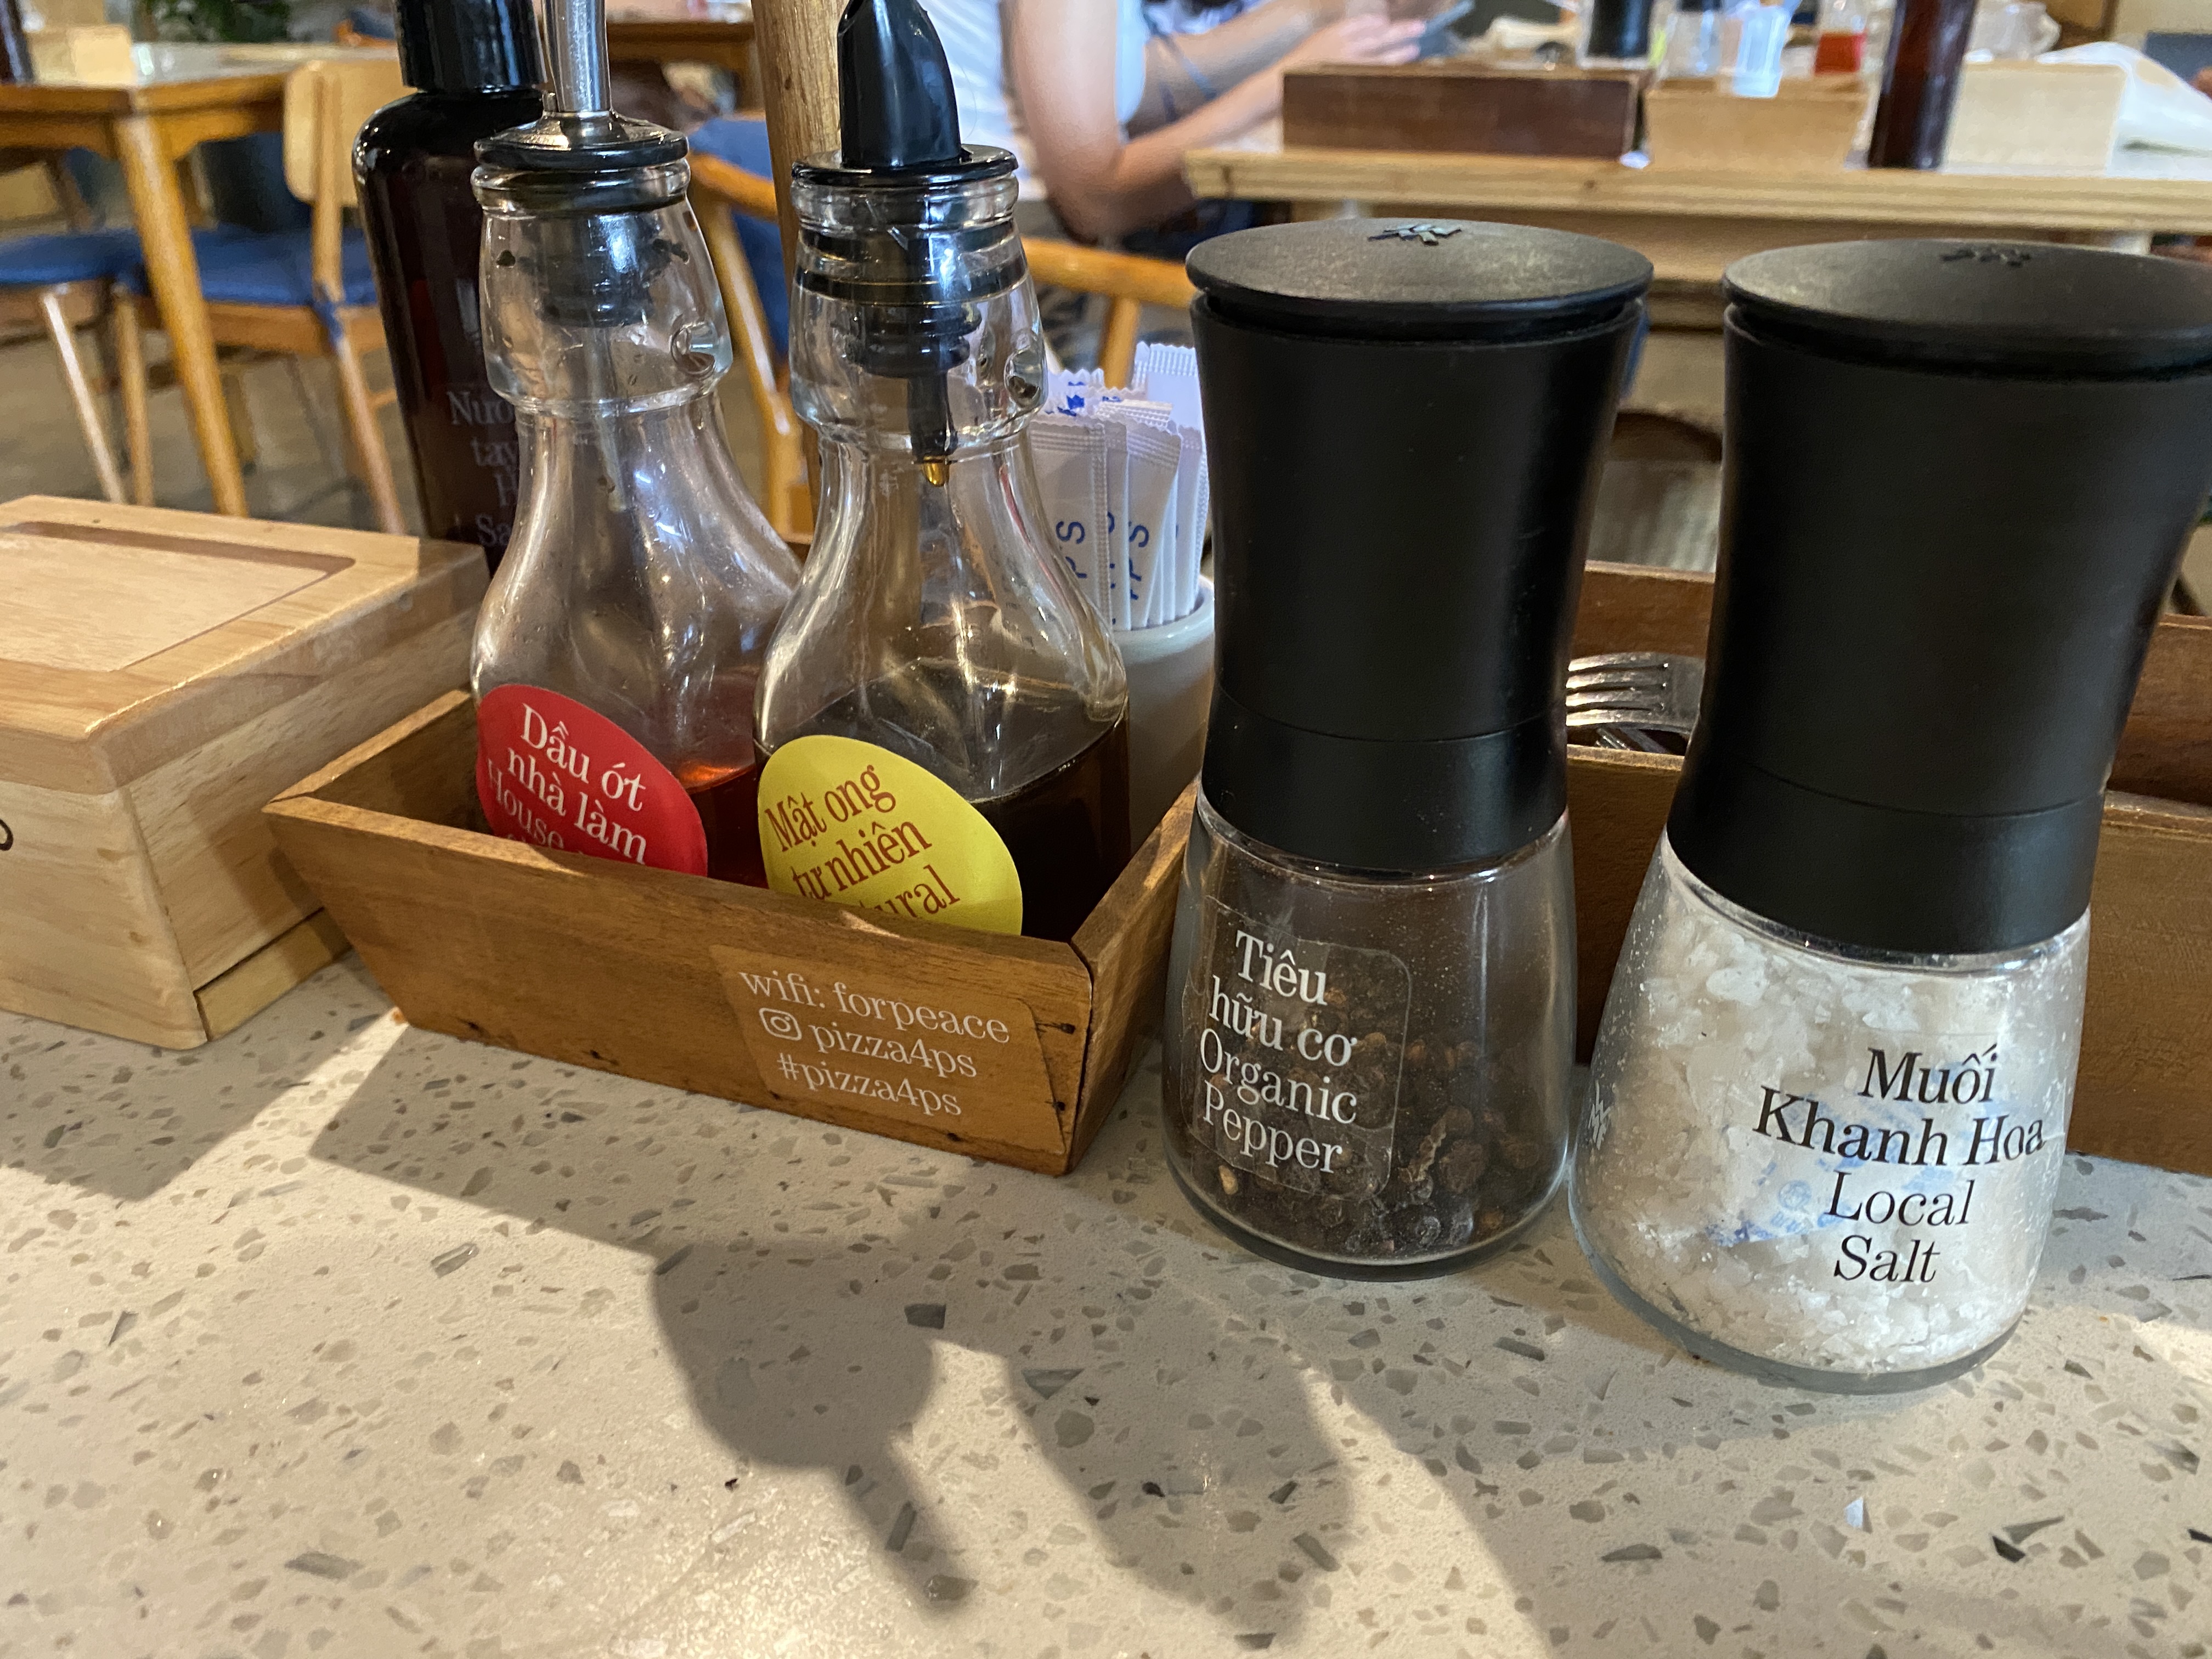 Dầu ớt
nhà làm
House
Mật ong
tự nhiên
wifi: forpeace
pizza4ps
#pizza4ps
Tiêu
hữu cơ
Organic
Pepper
Muối
Khanh Hoa
Local
Salt